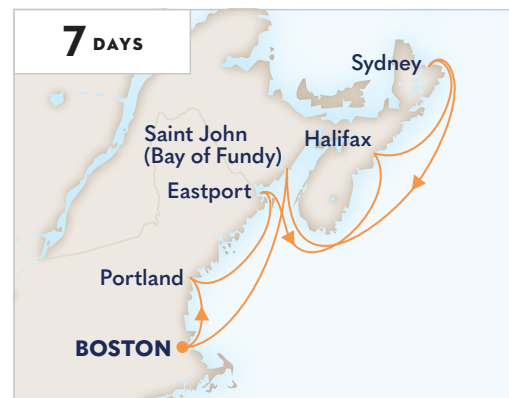 7 DAYS
Sydney
Saint John
(Bay of Fundy)
Halifax
Eastport
Portland
BOSTON